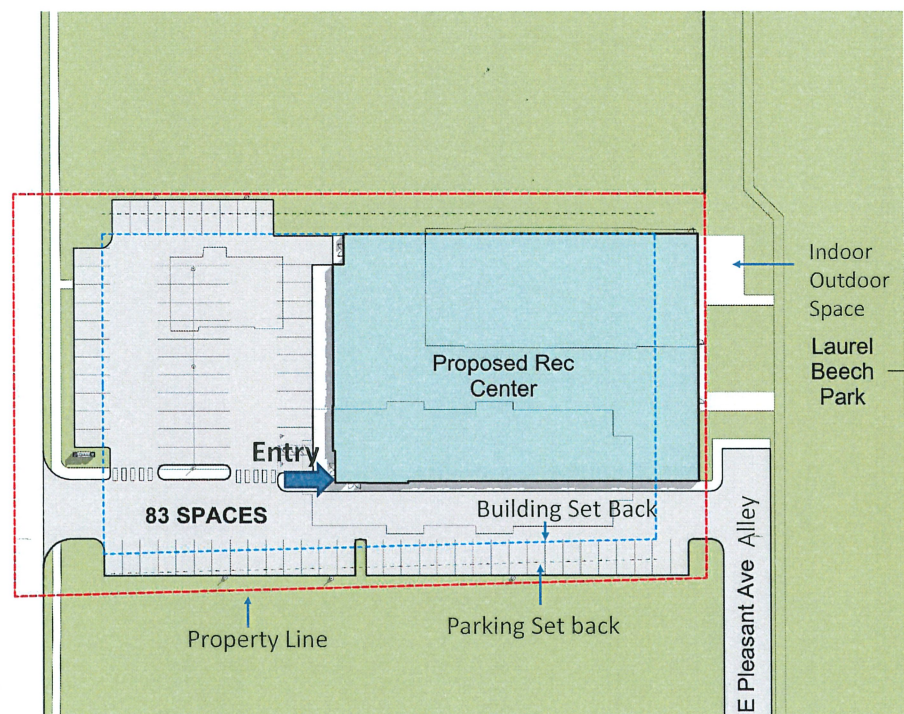 Indoor
Outdoor
Space
Laurel
Beech
Park
Proposed Rec
Center
Entry
83 SPACES
Building Set Back
Parking Set back
Property Line
E Pleasant Ave Alley